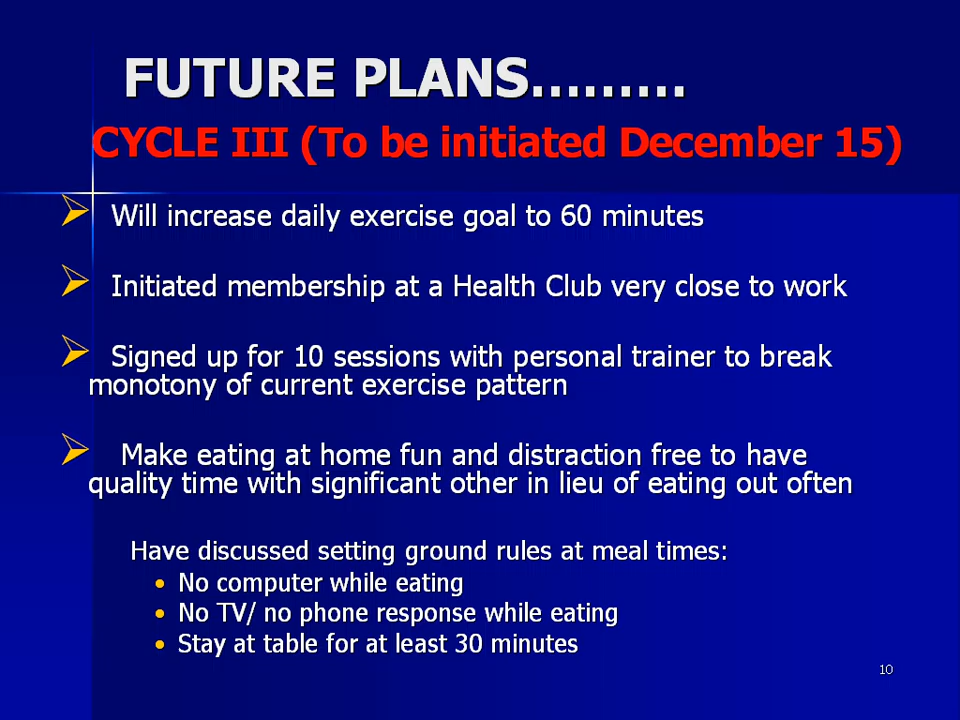 FUTURE PLANS………
CYCLE III (To be initiated December 15)
➢ Will increase daily exercise goal to 60 minutes
➢ Initiated membership at a Health Club very close to work
➢ Signed up for 10 sessions with personal trainer to break
monotony of current exercise pattern
➢ Make eating at home fun and distraction free to have
quality time with significant other in lieu of eating out often
Have discussed setting ground rules at meal times:
• No computer while eating
• No TV/ no phone response while eating
• Stay at table for at least 30 minutes
10